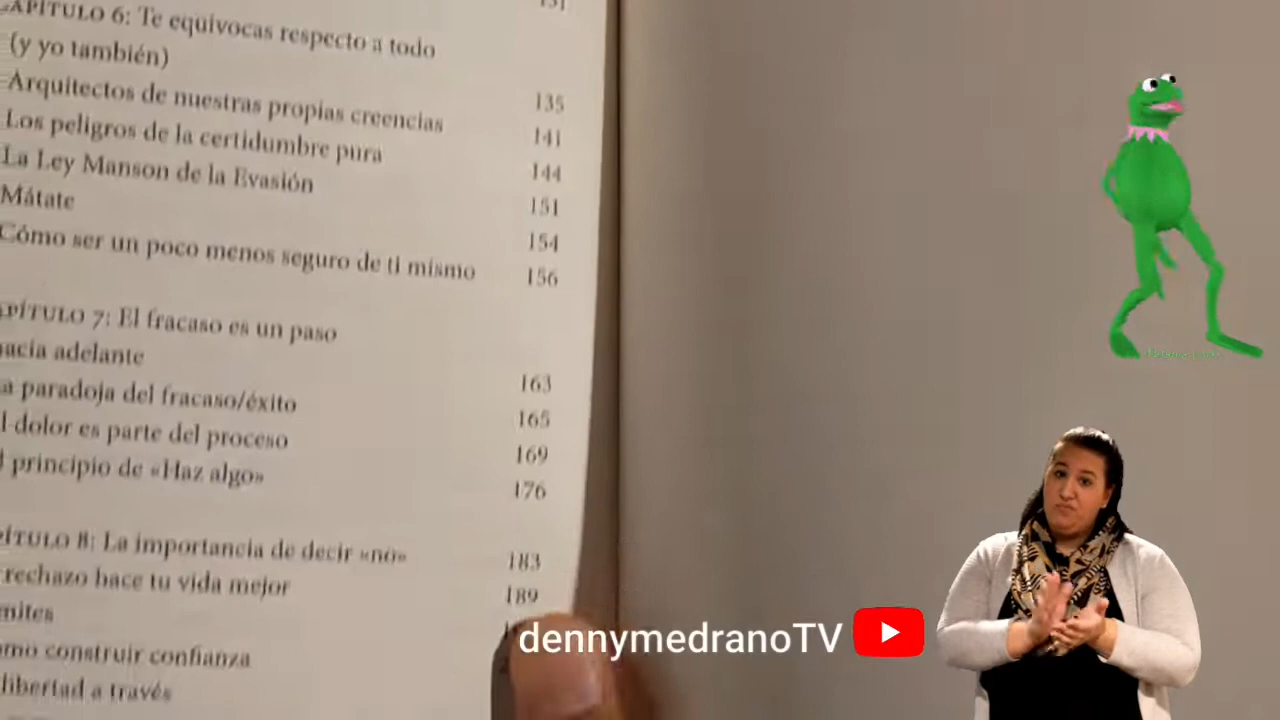 131
CAPÍTULO 6: Te equivocas respecto a todo
(y yo también) 135
Arquitectos de nuestras propias creencias 141
Los peligros de la certidumbre pura 144
La Ley Manson de la Evasión 151
Mátate 154
Cómo ser un poco menos seguro de ti mismo 156
APÍTULO 7: El fracaso es un paso
hacia adelante 163
a paradoja del fracaso/éxito 165
l dolor es parte del proceso 169
l principio de «Haz algo» 176
PÍTULO 8: La importancia de decir «no» 183
rechazo hace tu vida mejor 189
mites
omo construir confianza
libertad a través
dennymedranoTV